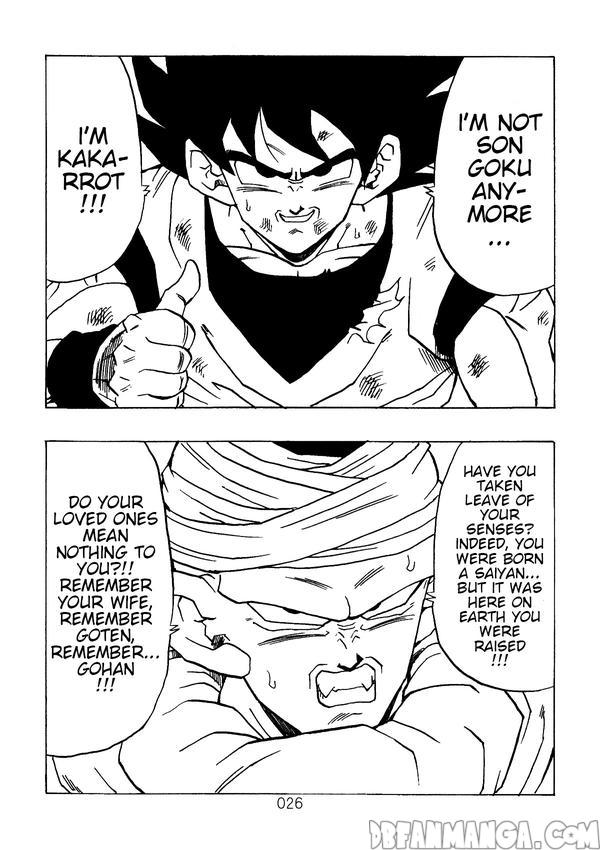 I'M NOT
SON
GOKU
ANY-
MORE
...
I'M
KAKA-
RROT
!!!
HAVE YOU
TAKEN
LEAVE OF
YOUR
SENSES?
INDEED, YOU
WERE BORN
A SAIYAN...
BUT IT WAS
HERE ON
EARTH YOU
WERE
RAISED
!!!
DO YOUR
LOVED ONES
MEAN
NOTHING TO
YOU?!!
REMEMBER
YOUR WIFE,
REMEMBER
GOTEN,
REMEMBER...
GOHAN
!!!
026
DBFANMANGA.COM